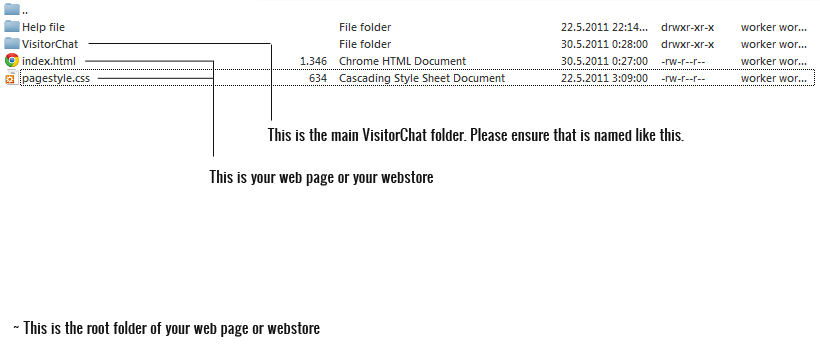 ..
Help file File folder 22.5.2011 22:14... drwxr-xr-x worker wor...
VisitorChat File folder 30.5.2011 0:28:00 drwxr-xr-x worker wor...
index.html 1.346 Chrome HTML Document 30.5.2011 0:27:00 -rw-r--r-- worker wor...
pagestyle.css 634 Cascading Style Sheet Document 22.5.2011 3:09:00 -rw-r--r-- worker wor...
This is the main VisitorChat folder. Please ensure that is named like this.
This is your web page or your webstore
~ This is the root folder of your web page or webstore